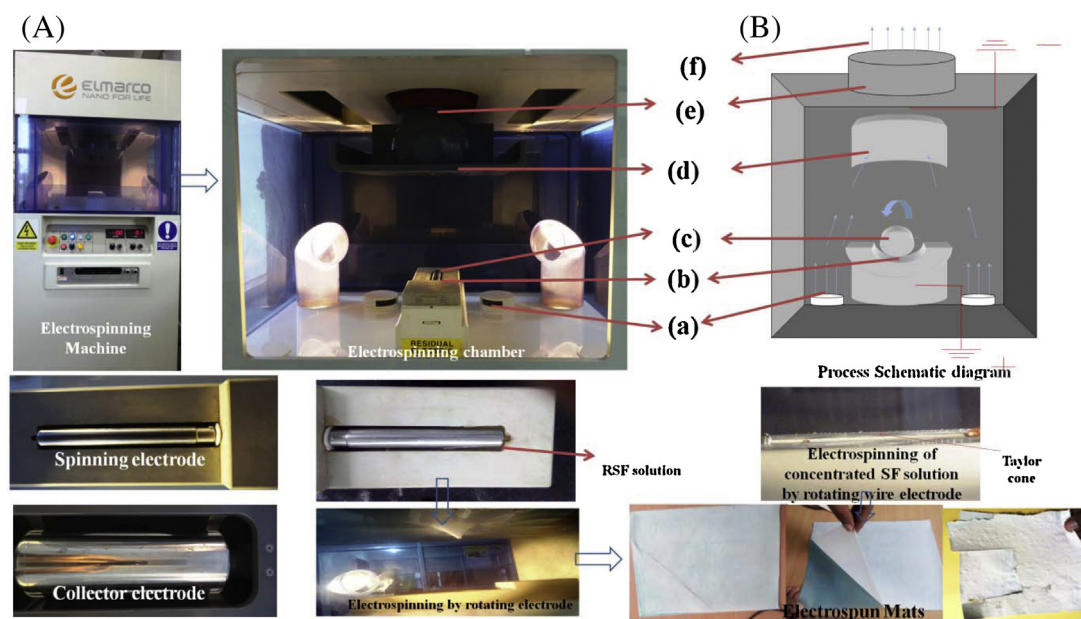 (A)
(B)
ELMARCO
NANO FOR LIFE
(f)
(e)
(d)
(c)
(b)
(a)
Electrospinning
Machine
RESIDUAL
Electrospinning chamber
Process Schematic diagram
Spinning electrode
RSF solution
Electrospinning of
concentrated SF solution
by rotating wire electrode
Taylor
cone
Collector electrode
Electrospinning by rotating electrode
Electrospun Mats